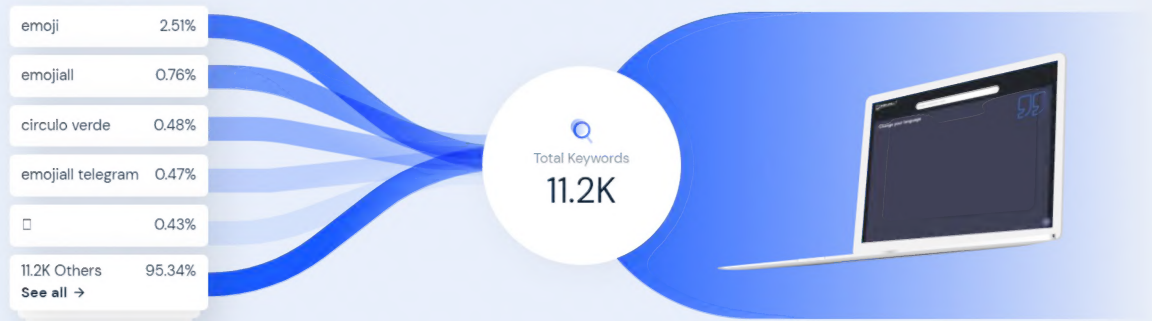 emoji 2.51%
emojiall 0.76%
circulo verde 0.48%
emojiall telegram 0.47%
0.43%
11.2K Others 95.34%
See all →
Total Keywords
11.2K
Change your language